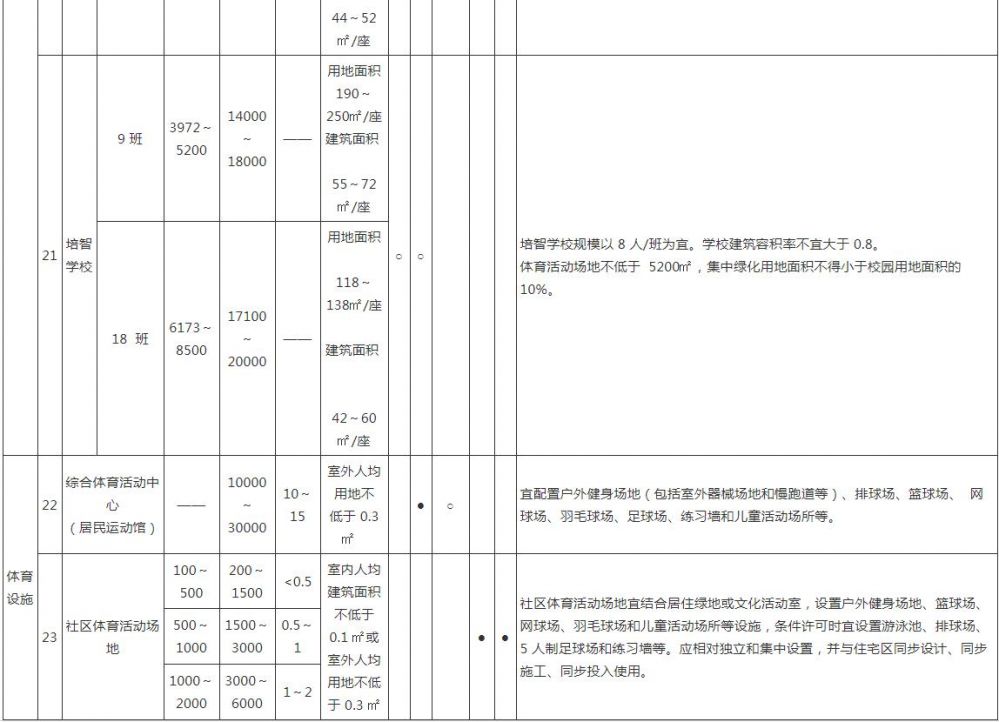 44～52
㎡/座
21
培智
学校
9 班
3972～
5200
14000
～
18000
——
用地面积
190～
250㎡/座
建筑面积
55～72
㎡/座
18 班
6173～
8500
17100
～
20000
——
用地面积
118～
138㎡/座
建筑面积
42～60
㎡/座
○
○
培智学校规模以 8 人/班为宜。学校建筑容积率不宜大于 0.8。
体育活动场地不低于 5200㎡，集中绿化用地面积不得小于校园用地面积的
10%。
体育
设施
22
综合体育活动中
心
（居民运动馆）
——
10000
～
30000
10～
15
室外人均
用地不
低于 0.3
㎡
●
○
宜配置户外健身场地（包括室外器械场地和慢跑道等）、排球场、篮球场、 网
球场、羽毛球场、足球场、练习墙和儿童活动场所等。
23
社区体育活动场
地
100～
500
200～
1500
<0.5
500～
1000
1500～
3000
0.5～
1
1000～
2000
3000～
6000
1～2
室内人均
建筑面积
不低于
0.1 ㎡或
室外人均
用地不低
于 0.3 ㎡
●
●
社区体育活动场地宜结合居住绿地或文化活动室，设置户外健身场地、篮球场、
网球场、羽毛球场和儿童活动场所等设施，条件许可时宜设置游泳池、排球场、
5 人制足球场和练习墙等。应相对独立和集中设置，并与住宅区同步设计、同步
施工、同步投入使用。